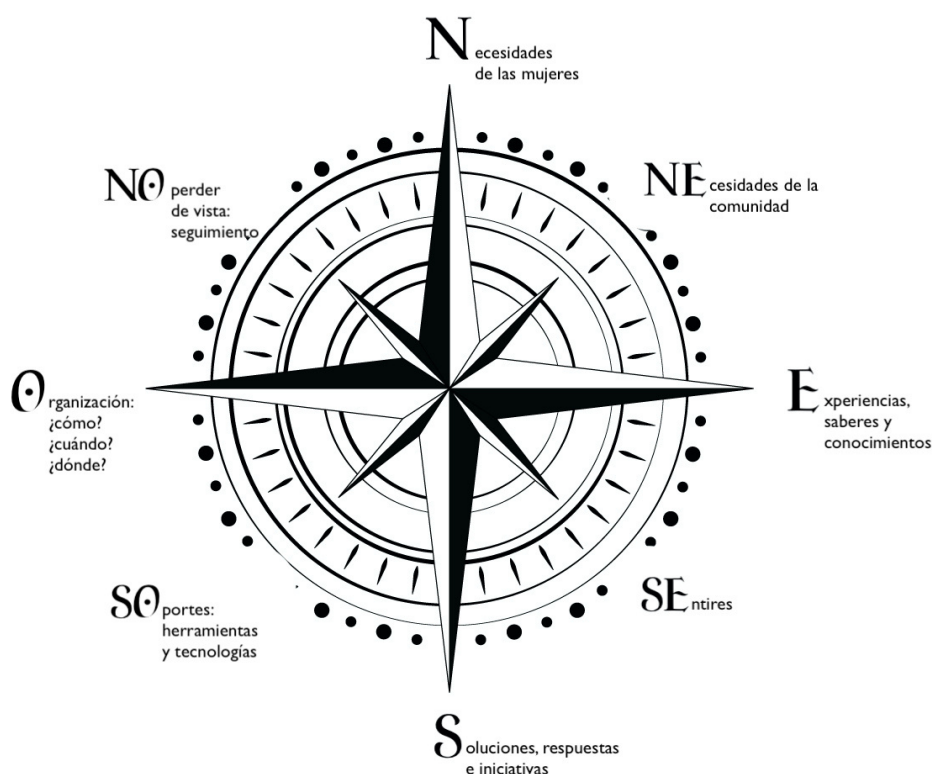 Necesidades
de las mujeres
NO perder
de vista:
seguimiento
NEcesidades de la
comunidad
Organización:
¿cómo?
¿cuándo?
¿dónde?
Experiencias,
saberes y
conocimientos
SOportes:
herramientas
y tecnologías
SEntires
Soluciones, respuestas
e iniciativas